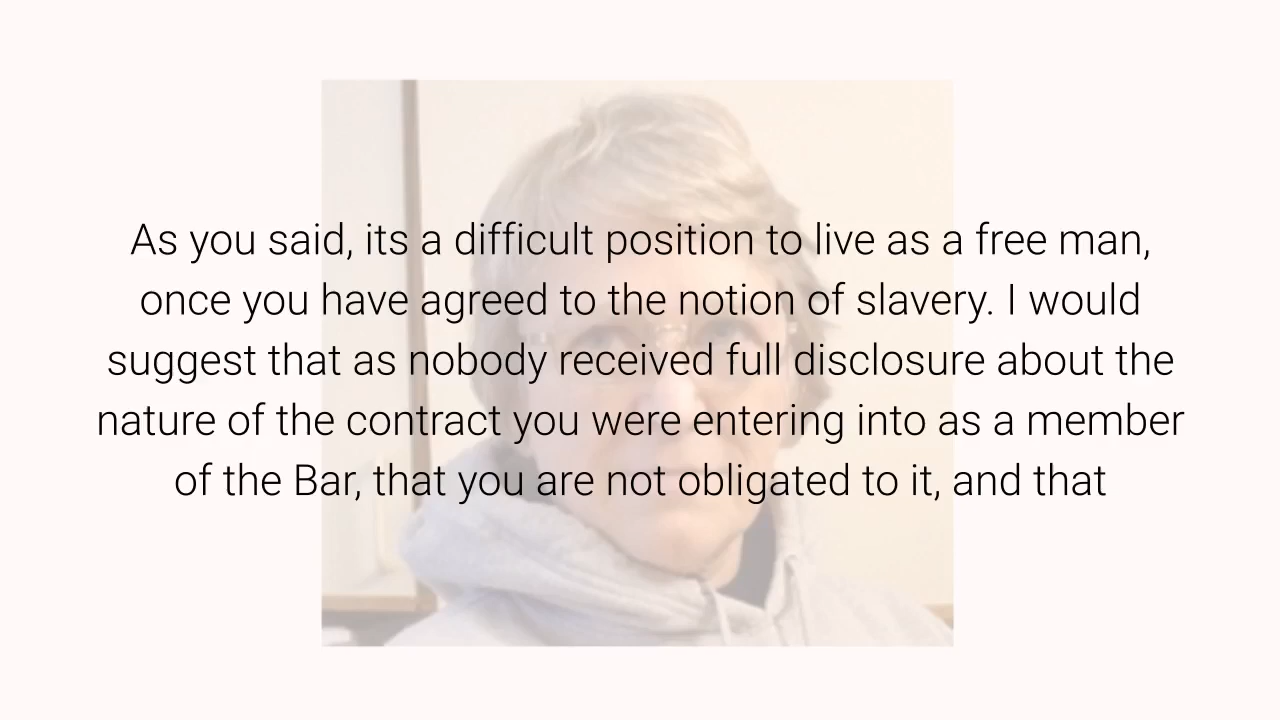 As you said, its a difficult position to live as a free man,
once you have agreed to the notion of slavery. I would
suggest that as nobody received full disclosure about the
nature of the contract you were entering into as a member
of the Bar, that you are not obligated to it, and that